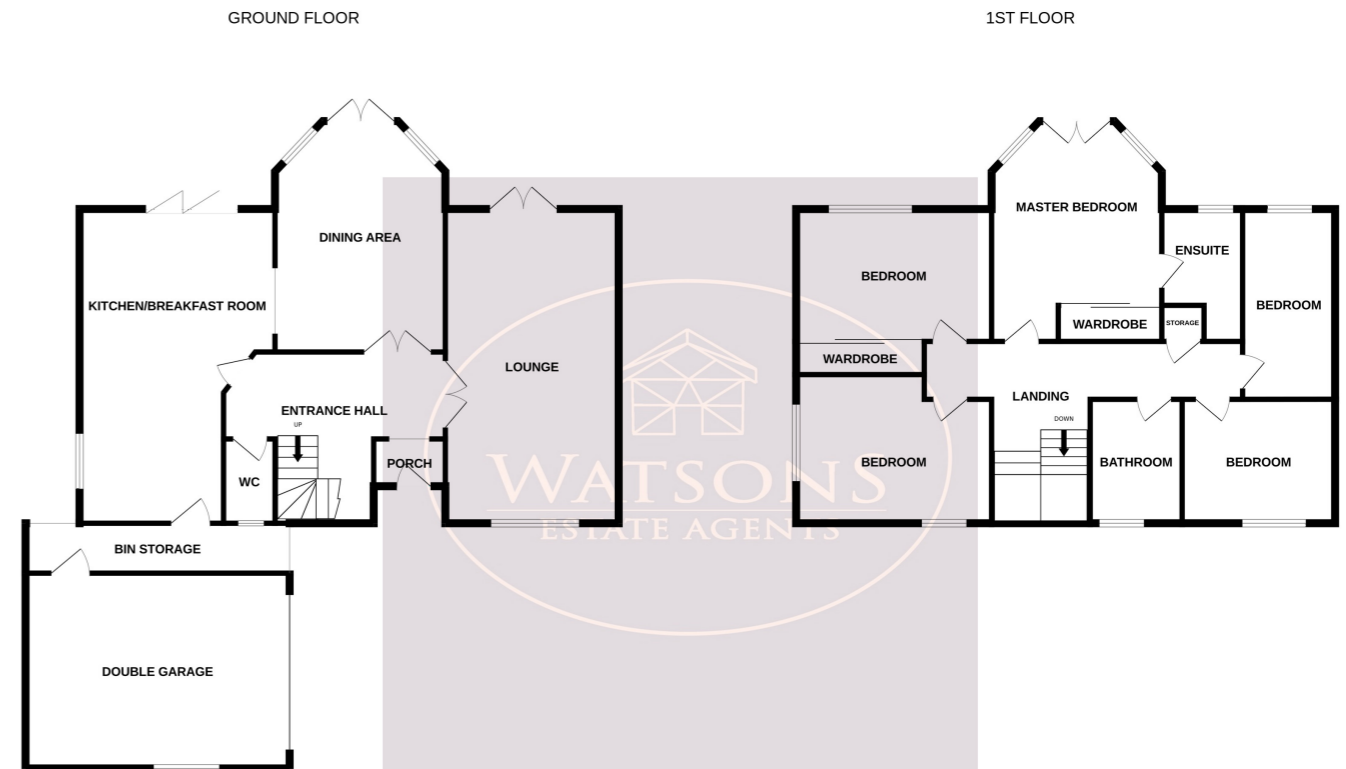 GROUND FLOOR
1ST FLOOR
DINING AREA
KITCHEN/BREAKFAST ROOM
LOUNGE
ENTRANCE HALL
UP
PORCH
WC
BIN STORAGE
DOUBLE GARAGE
MASTER BEDROOM
ENSUITE
BEDROOM
BEDROOM
WARDROBE
STORAGE
WARDROBE
LANDING
DOWN
BEDROOM
BATHROOM
BEDROOM
WATSONS
ESTATE AGENTS